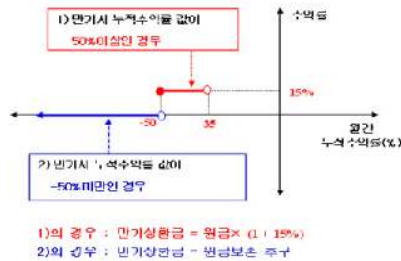 1) 만기시 누적수익률 값이
50%이상인 경우
수익률
15%
-50
35
월간
누적수익률(%)
2) 만기시 누적수익률 값이
-50%미만인 경우
1)의 경우 : 만기상환금 = 원금× (1 + 15%)
2)의 경우 : 만기상환금 = 원금보존 추구